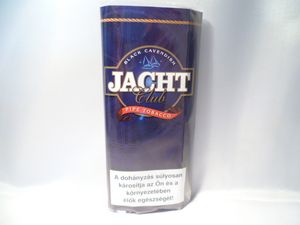 BLACK CAVENDISH
JACHT
Club
PIPE TOBACCO
A dohányzás súlyosan
károsítja az Ön és a
környezetében
élők egészségét!